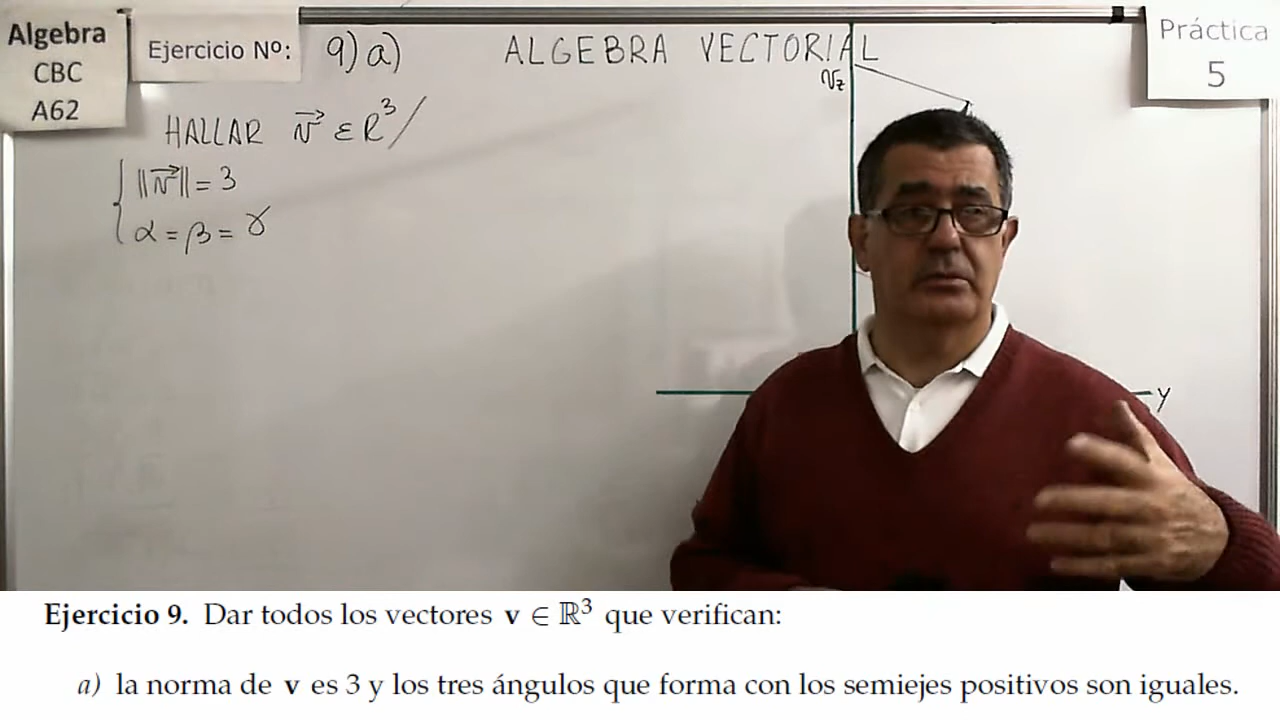 Algebra
CBC
A62
Ejercicio Nº:
9) a)
ALGEBRA VECTORIAL
Práctica
5
HALLAR v⃗ ε R³ /
‖v⃗‖ = 3
α = β = γ
Vz
y
Ejercicio 9. Dar todos los vectores v ∈ ℝ³ que verifican:
a) la norma de v es 3 y los tres ángulos que forma con los semiejes positivos son iguales.